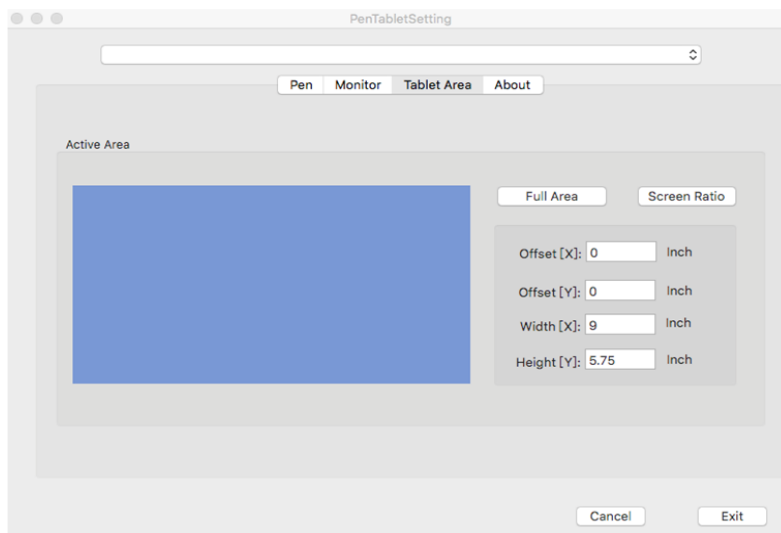 PenTabletSetting
Pen Monitor Tablet Area About
Active Area
Full Area Screen Ratio
Offset [X]: 0 Inch
Offset [Y]: 0 Inch
Width [X]: 9 Inch
Height [Y]: 5.75 Inch
Cancel Exit